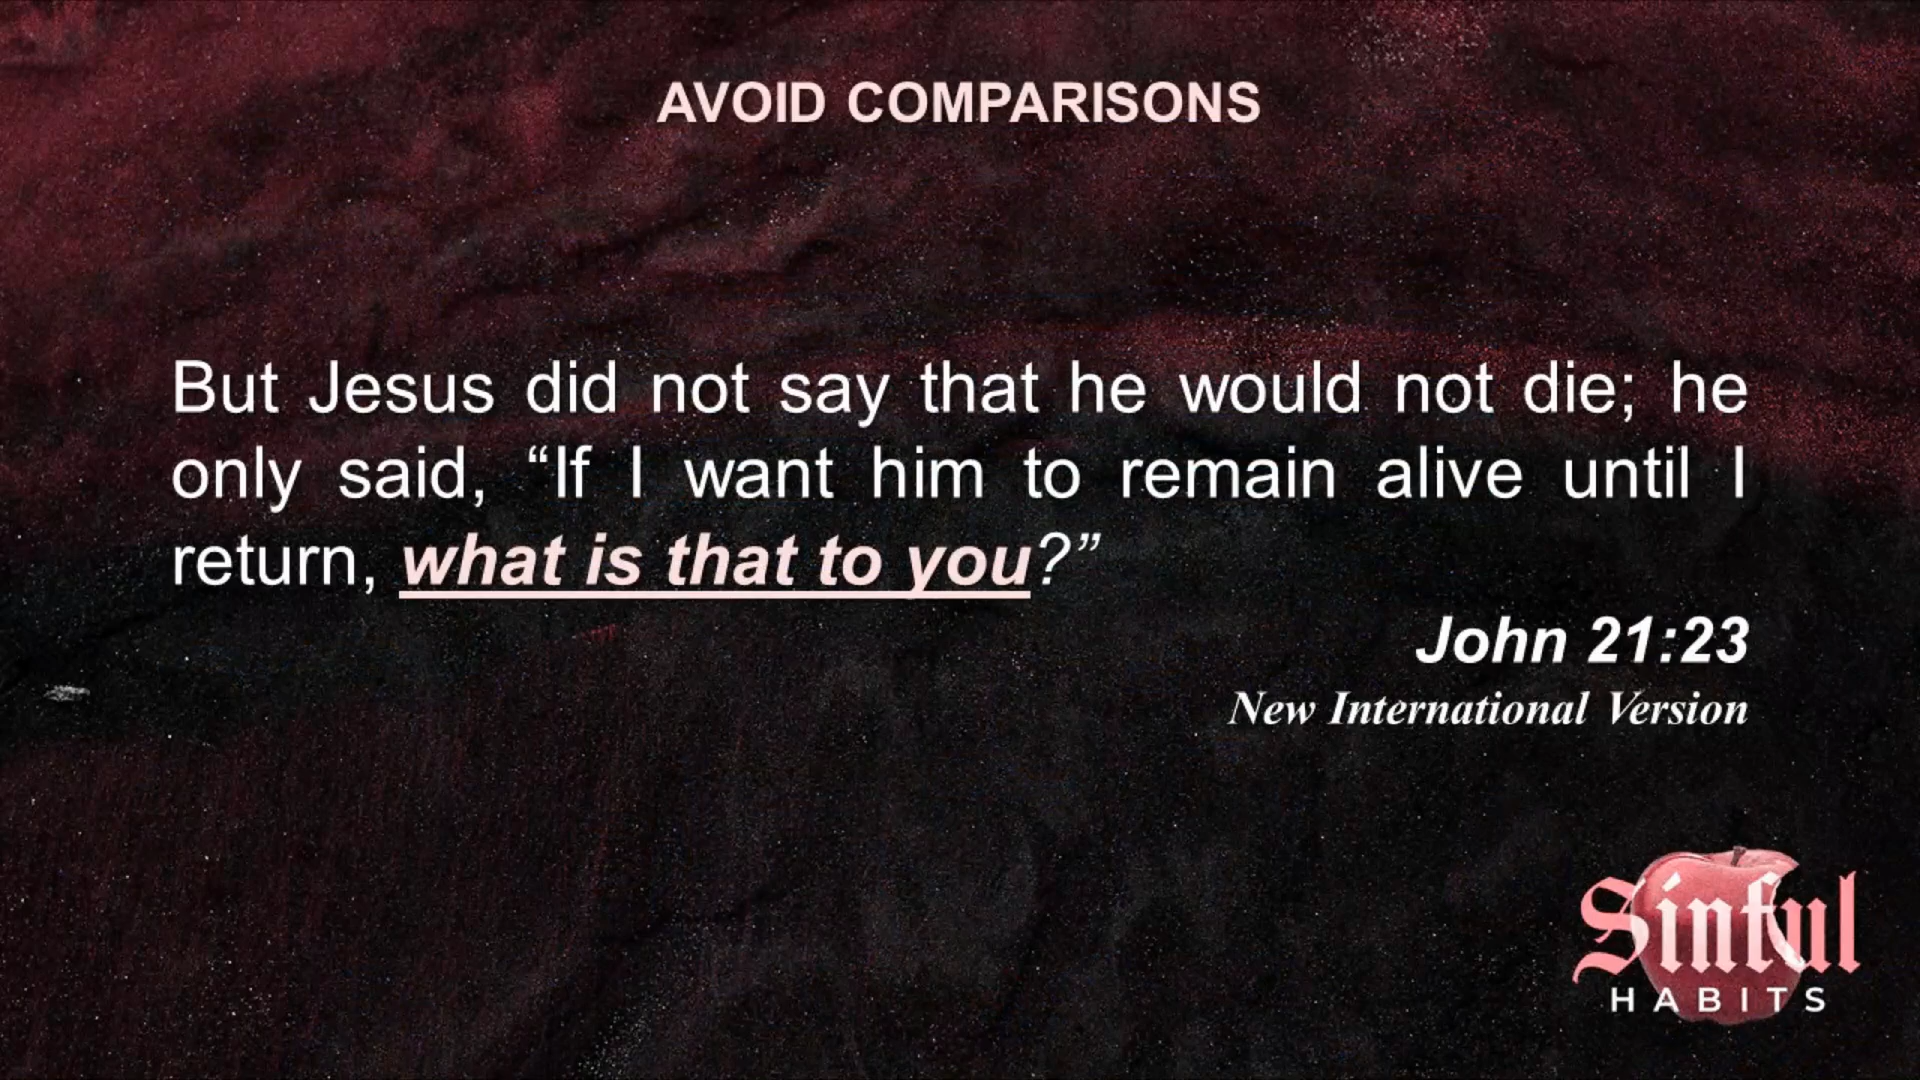 AVOID COMPARISONS
But Jesus did not say that he would not die; he
only said, “If I want him to remain alive until I
return, what is that to you?”
John 21:23
New International Version
Sinful
HABITS